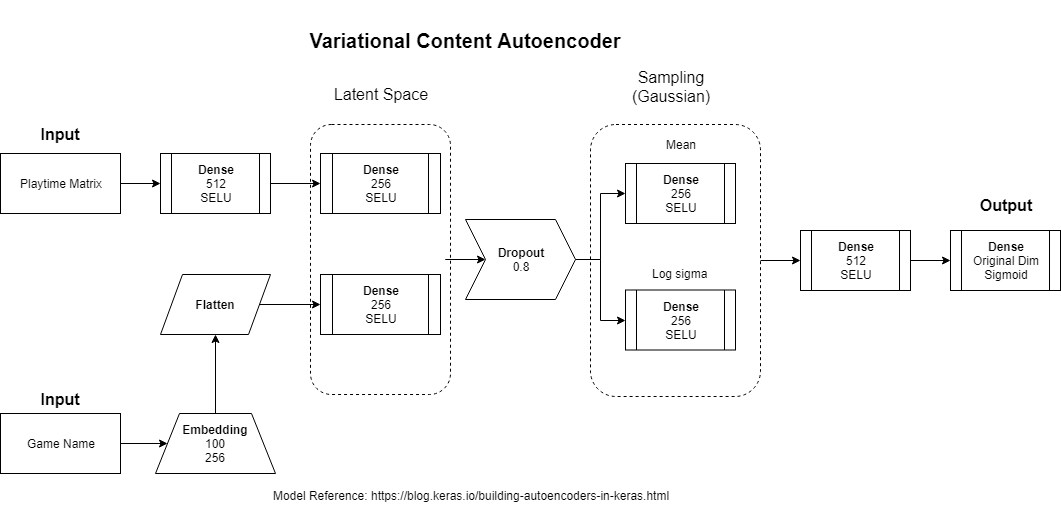 Variational Content Autoencoder
Latent Space
Sampling
(Gaussian)
Input
Playtime Matrix
Dense
512
SELU
Dense
256
SELU
Mean
Dense
256
SELU
Dropout
0.8
Output
Dense
512
SELU
Dense
Original Dim
Sigmoid
Flatten
Dense
256
SELU
Log sigma
Dense
256
SELU
Input
Game Name
Embedding
100
256
Model Reference: https://blog.keras.io/building-autoencoders-in-keras.html